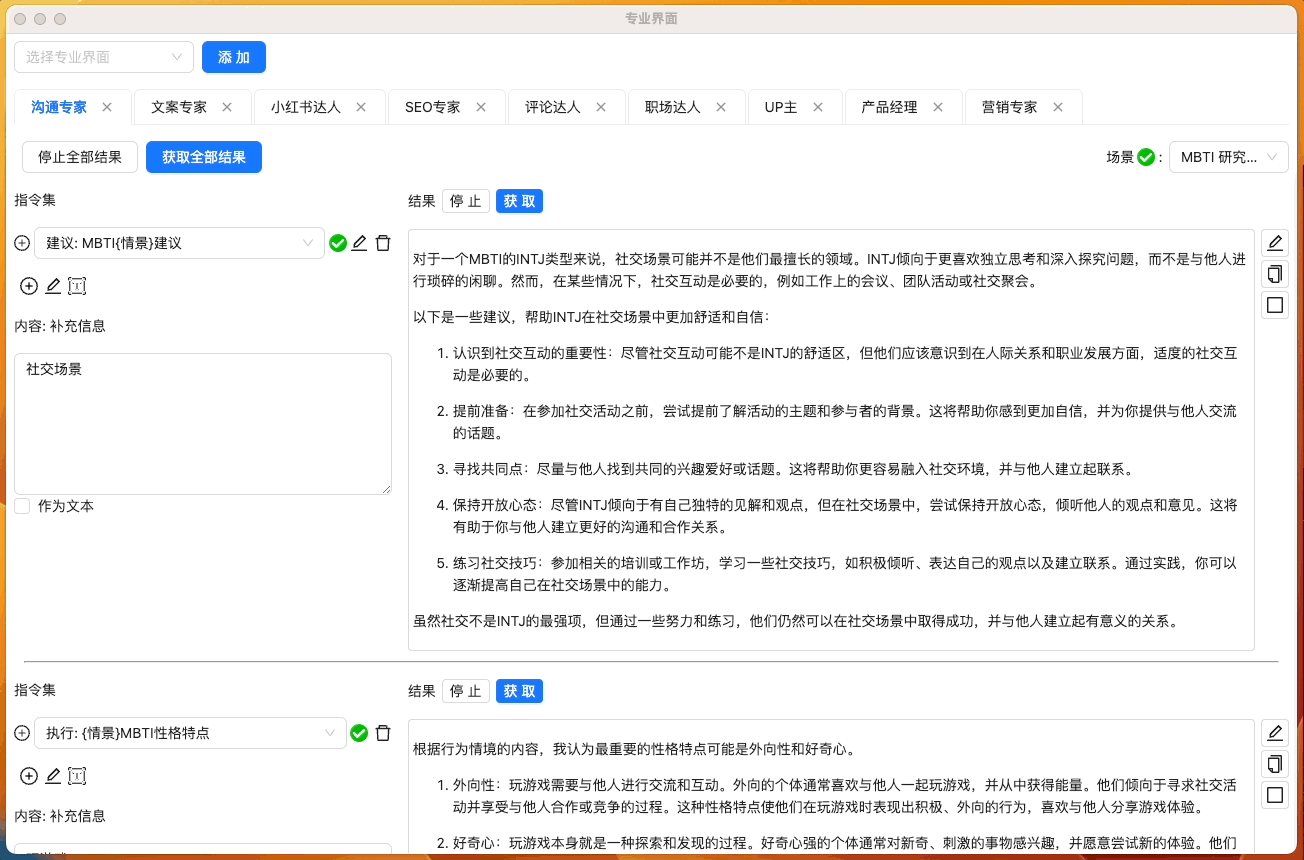 专业界面
选择专业界面
添 加
沟通专家
文案专家
小红书达人
SEO专家
评论达人
职场达人
UP主
产品经理
营销专家
停止全部结果
获取全部结果
场景 :
MBTI 研究...
指令集
结果
停 止
获 取
建议: MBTI{情景}建议
内容: 补充信息
社交场景
作为文本
对于一个MBTI的INTJ类型来说，社交场景可能并不是他们最擅长的领域。INTJ倾向于更喜欢独立思考和深入探究问题，而不是与他人进
行琐碎的闲聊。然而，在某些情况下，社交互动是必要的，例如工作上的会议、团队活动或社交聚会。
以下是一些建议，帮助INTJ在社交场景中更加舒适和自信：
1. 认识到社交互动的重要性：尽管社交互动可能不是INTJ的舒适区，但他们应该意识到在人际关系和职业发展方面，适度的社交互
动是必要的。
2. 提前准备：在参加社交活动之前，尝试提前了解活动的主题和参与者的背景。这将帮助你感到更加自信，并为你提供与他人交流
的话题。
3. 寻找共同点：尽量与他人找到共同的兴趣爱好或话题。这将帮助你更容易融入社交环境，并与他人建立起联系。
4. 保持开放心态：尽管INTJ倾向于有自己独特的见解和观点，但在社交场景中，尝试保持开放心态，倾听他人的观点和意见。这将
有助于你与他人建立更好的沟通和合作关系。
5. 练习社交技巧：参加相关的培训或工作坊，学习一些社交技巧，如积极倾听、表达自己的观点以及建立联系。通过实践，你可以
逐渐提高自己在社交场景中的能力。
虽然社交不是INTJ的最强项，但通过一些努力和练习，他们仍然可以在社交场景中取得成功，并与他人建立起有意义的关系。
指令集
结果
停 止
获 取
执行: {情景}MBTI性格特点
内容: 补充信息
根据行为情境的内容，我认为最重要的性格特点可能是外向性和好奇心。
1. 外向性：玩游戏需要与他人进行交流和互动。外向的个体通常喜欢与他人一起玩游戏，并从中获得能量。他们倾向于寻求社交活
动并享受与他人合作或竞争的过程。这种性格特点使他们在玩游戏时表现出积极、外向的行为，喜欢与他人分享游戏体验。
2. 好奇心：玩游戏本身就是一种探索和发现的过程。好奇心强的个体通常对新奇、刺激的事物感兴趣，并愿意尝试新的体验。他们